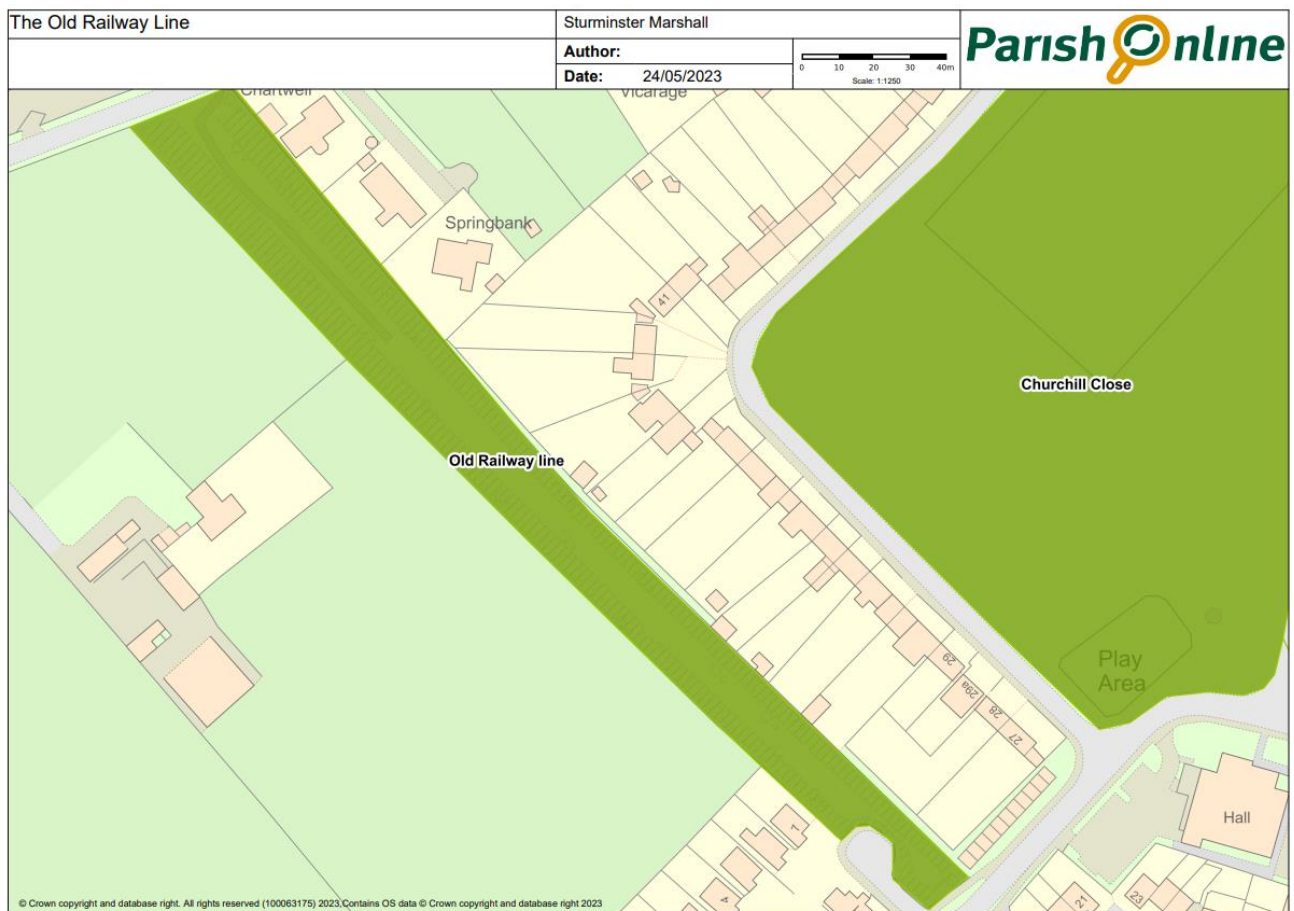 The Old Railway Line
Sturminster Marshall
Author:
Date: 24/05/2023
0 10 20 30 40m
Scale: 1:1250
Parish Online
Chartwell
Vicarage
Springbank
41
Churchill Close
Old Railway line
Play
Area
29
29a
28
27
Hall
1
4
21
23
© Crown copyright and database right. All rights reserved (100063175) 2023,Contains OS data © Crown copyright and database right 2023